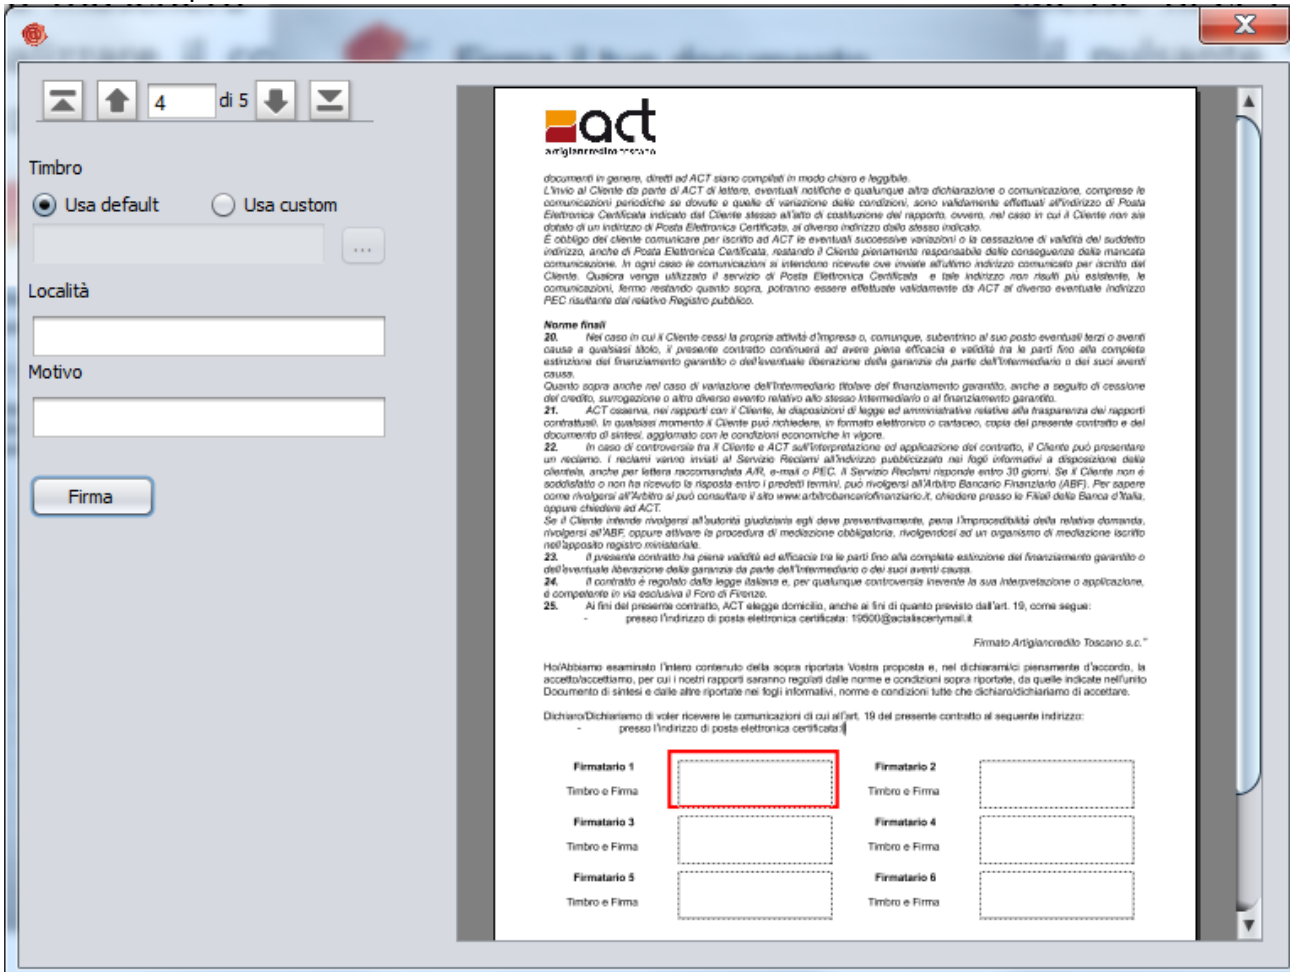 Firma il tuo documento
il pulsante
4 di 5
Timbro
Usa default Usa custom
...
Località
Motivo
Firma
act
artigiancredito toscano
documenti in genere, diretti ad ACT siano compilati in modo chiaro e leggibile.
L'invio al Cliente da parte di ACT di lettere, eventuali notifiche e qualunque altra dichiarazione o comunicazione, comprese le
comunicazioni periodiche se dovute e quelle di variazione delle condizioni, sono validamente effettuati all'indirizzo di Posta
Elettronica Certificata indicato dal Cliente stesso all'atto di costituzione del rapporto, ovvero, nel caso in cui il Cliente non sia
dotato di un indirizzo di Posta Elettronica Certificata, al diverso indirizzo dallo stesso indicato.
È obbligo del cliente comunicare per iscritto ad ACT le eventuali successive variazioni o la cessazione di validità del suddetto
indirizzo, anche di Posta Elettronica Certificata, restando il Cliente pienamente responsabile delle conseguenze della mancata
comunicazione. In ogni caso le comunicazioni si intendono ricevute ove inviate all'ultimo indirizzo comunicato per iscritto dal
Cliente. Qualora venga utilizzato il servizio di Posta Elettronica Certificata e tale indirizzo non risulti più esistente, le
comunicazioni, fermo restando quanto sopra, potranno essere effettuate validamente da ACT al diverso eventuale indirizzo
PEC risultante dal relativo Registro pubblico.
Norme finali
20. Nel caso in cui il Cliente cessi la propria attività d'impresa o, comunque, subentrino al suo posto eventuali terzi o aventi
causa a qualsiasi titolo, il presente contratto continuerà ad avere piena efficacia e validità tra le parti fino alla completa
estinzione del finanziamento garantito o dell'eventuale liberazione della garanzia da parte dell'Intermediario o dei suoi aventi
causa.
Quanto sopra anche nel caso di variazione dell'Intermediario titolare del finanziamento garantito, anche a seguito di cessione
del credito, surrogazione o altro diverso evento relativo allo stesso Intermediario o al finanziamento garantito.
21. ACT osserva, nei rapporti con il Cliente, le disposizioni di legge ed amministrative relative alla trasparenza dei rapporti
contrattuali. In qualsiasi momento il Cliente può richiedere, in formato elettronico o cartaceo, copia del presente contratto e del
documento di sintesi, aggiornato con le condizioni economiche in vigore.
22. In caso di controversie tra il Cliente e ACT sull'interpretazione ed applicazione del contratto, il Cliente può presentare
un reclamo. I reclami vanno inviati al Servizio Reclami all'indirizzo pubblicizzato nei fogli informativi a disposizione della
clientela, anche per lettera raccomandata A/R, e-mail o PEC. Il Servizio Reclami risponde entro 30 giorni. Se il Cliente non è
soddisfatto o non ha ricevuto la risposta entro i predetti termini, può rivolgersi all'Arbitro Bancario Finanziario (ABF). Per sapere
come rivolgersi all'Arbitro si può consultare il sito www.arbitrobancariofinanziario.it, chiedere presso le Filiali della Banca d'Italia,
oppure chiedere ad ACT.
Se il Cliente intende rivolgersi all'autorità giudiziaria egli deve preventivamente, pena l'improcedibilità della relativa domanda,
rivolgersi all'ABF, oppure attivare la procedura di mediazione obbligatoria, rivolgendosi ad un organismo di mediazione iscritto
nell'apposito registro ministeriale.
23. Il presente contratto ha piena validità ed efficacia tra le parti fino alla completa estinzione del finanziamento garantito o
dell'eventuale liberazione della garanzia da parte dell'Intermediario o dei suoi aventi causa.
24. Il contratto è regolato dalla legge italiana e, per qualunque controversia inerente la sua interpretazione o applicazione,
è competente in via esclusiva il Foro di Firenze.
25. Ai fini del presente contratto, ACT elegge domicilio, anche ai fini di quanto previsto dall'art. 19, come segue:
- presso l'indirizzo di posta elettronica certificata: 19500@actaliscertymail.it
Firmato Artigiancredito Toscano s.c."
Ho/Abbiamo esaminato l'intero contenuto della sopra riportata Vostra proposta e, nel dichiararmi/ci pienamente d'accordo, la
accetto/accettiamo, per cui i nostri rapporti saranno regolati dalle norme e condizioni sopra riportate, da quelle indicate nell'unito
Documento di sintesi e dalle altre riportate nei fogli informativi, norme e condizioni tutte che dichiaro/dichiariamo di accettare.
Dichiaro/Dichiariamo di voler ricevere le comunicazioni di cui all'art. 19 del presente contratto al seguente indirizzo:
- presso l'indirizzo di posta elettronica certificata:
Firmatario 1 Firmatario 2
Timbro e Firma Timbro e Firma
Firmatario 3 Firmatario 4
Timbro e Firma Timbro e Firma
Firmatario 5 Firmatario 6
Timbro e Firma Timbro e Firma